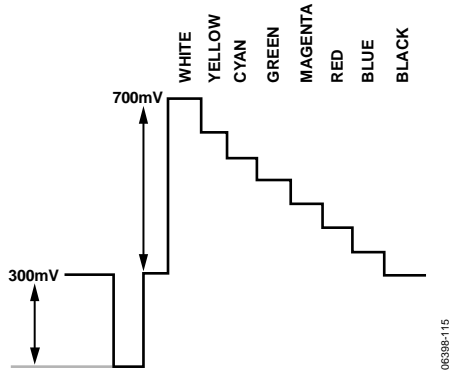 WHITE
YELLOW
CYAN
GREEN
MAGENTA
RED
BLUE
BLACK
700mV
300mV
06398-115